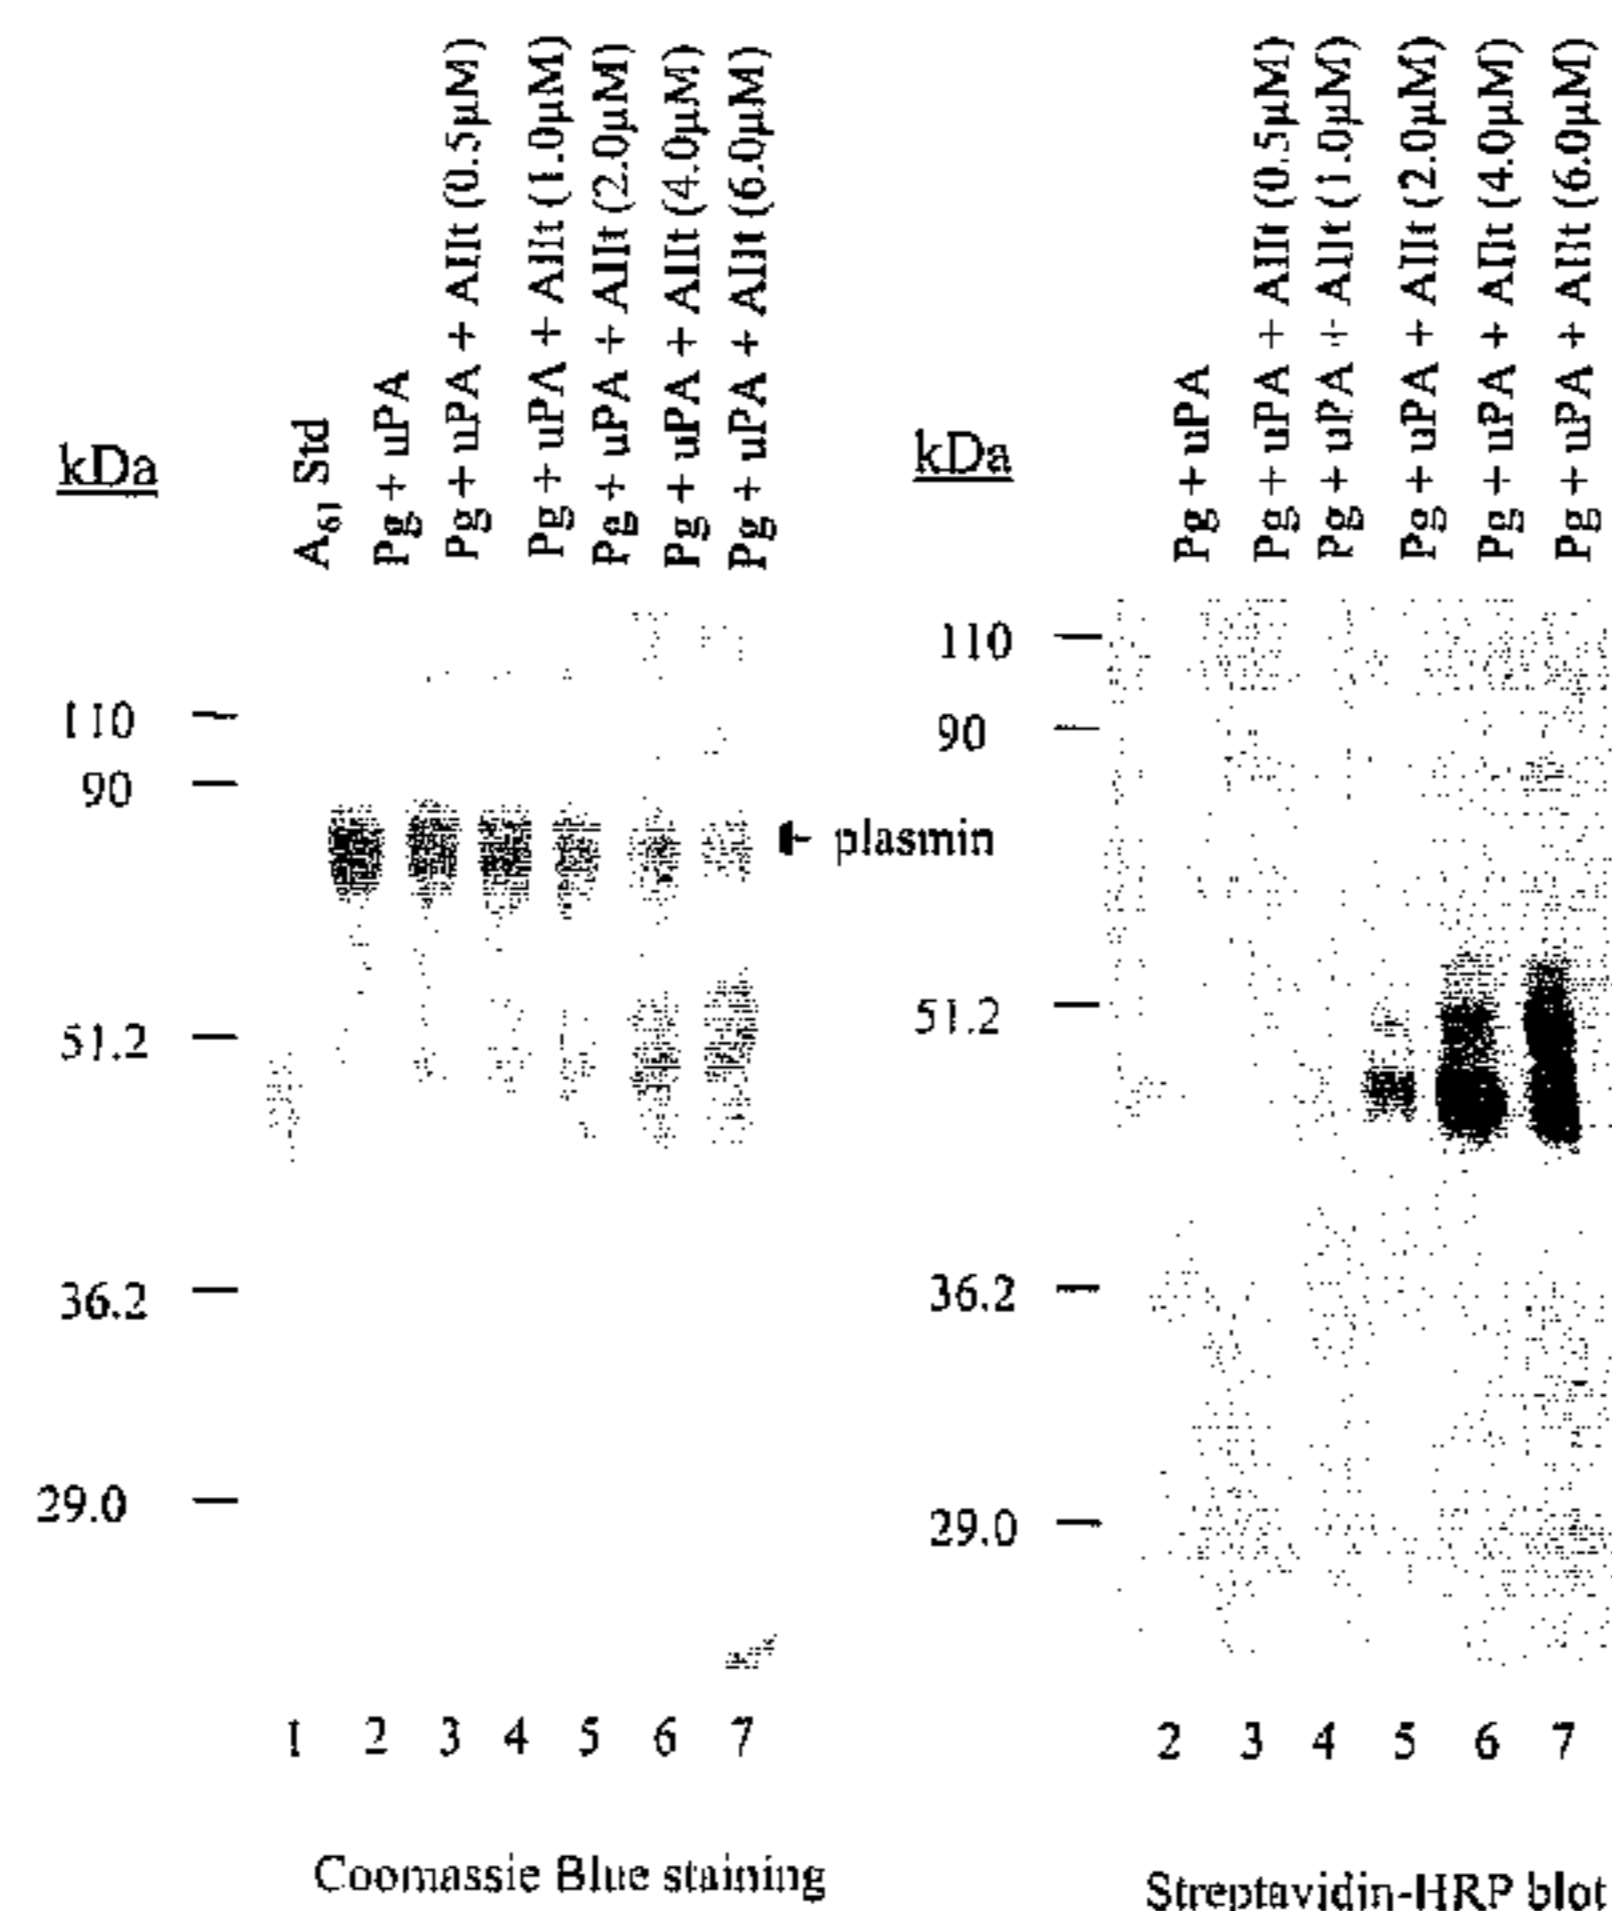 kDa
A61 Std
Pg + uPA
Pg + uPA + AIIt (0.5μM)
Pg + uPA + AIIt (1.0μM)
Pg + uPA + AIIt (2.0μM)
Pg + uPA + AIIt (4.0μM)
Pg + uPA + AIIt (6.0μM)
110
90
51.2
36.2
29.0
plasmin
1 2 3 4 5 6 7
Coomassie Blue staining
kDa
Pg + uPA
Pg + uPA + AIIt (0.5μM)
Pg + uPA + AIIt (1.0μM)
Pg + uPA + AIIt (2.0μM)
Pg + uPA + AIIt (4.0μM)
Pg + uPA + AIIt (6.0μM)
110
90
51.2
36.2
29.0
2 3 4 5 6 7
Streptavidin-HRP blot